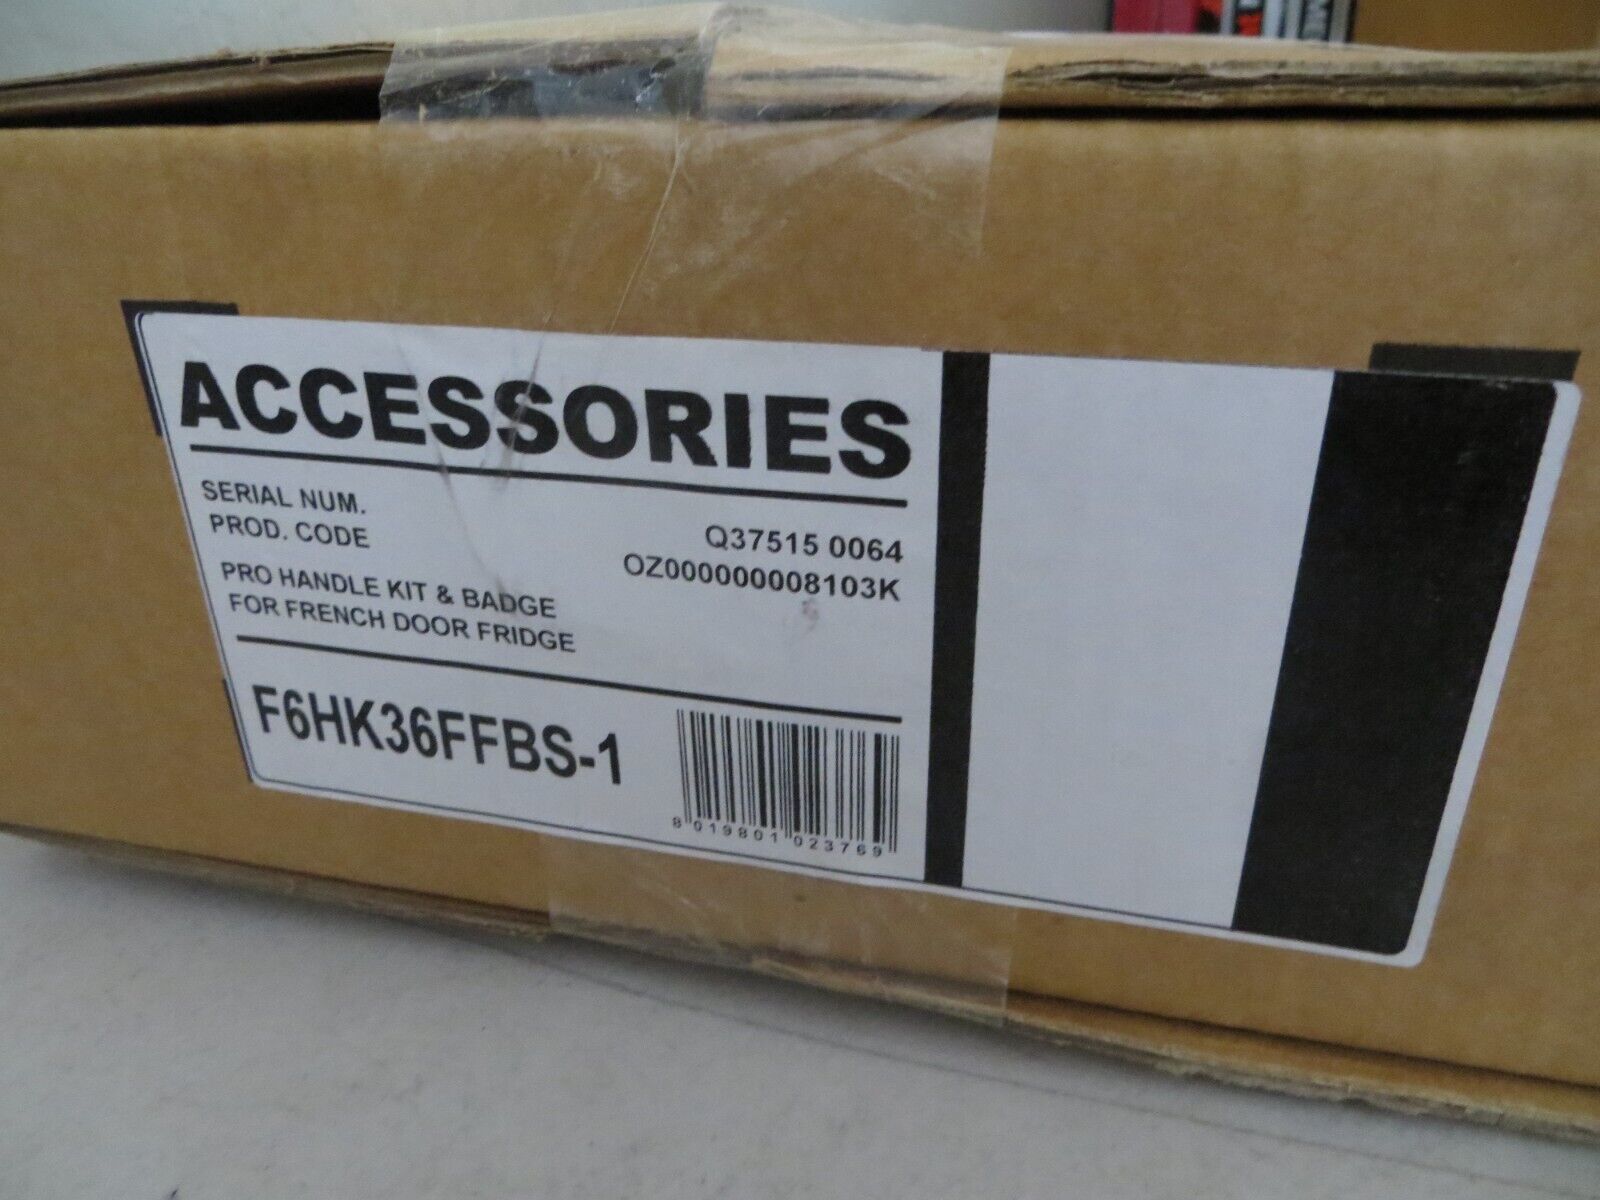 ACCESSORIES
SERIAL NUM. Q37515 0064
PROD. CODE OZ000000008103K
PRO HANDLE KIT & BADGE
FOR FRENCH DOOR FRIDGE
F6HK36FFBS-1
8 019801 023769